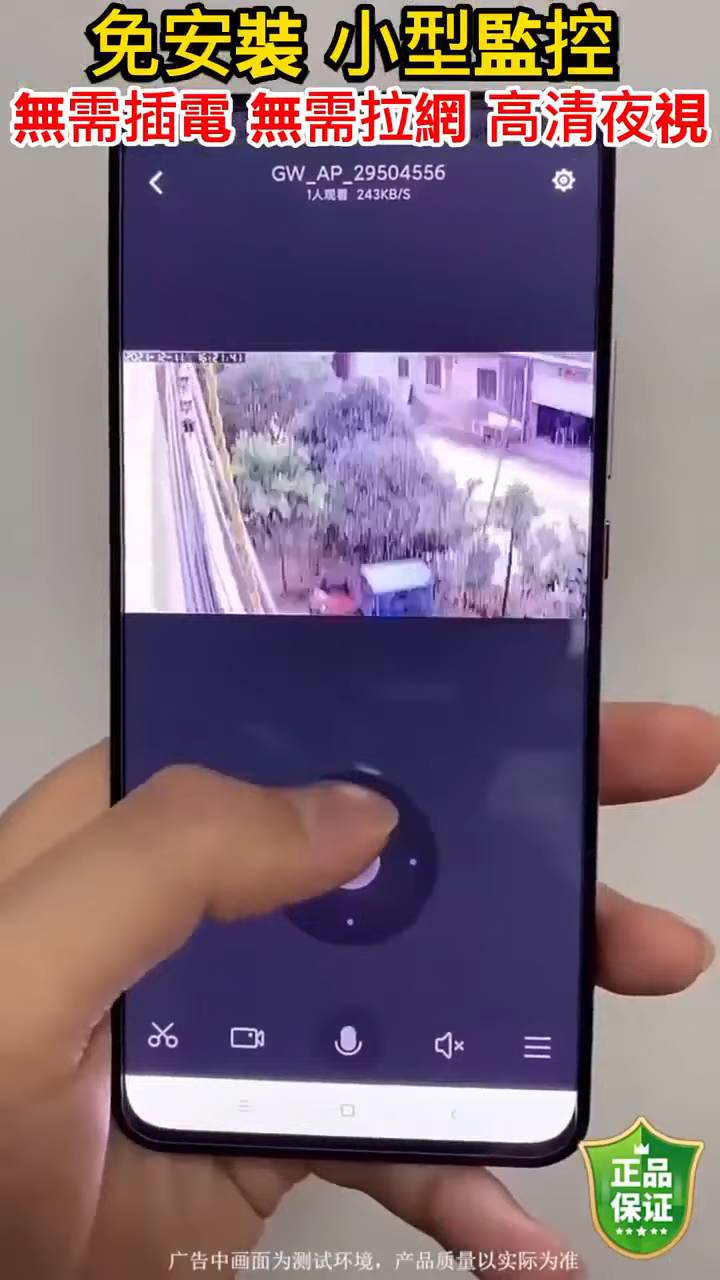 免安裝 小型監控
無需插電 無需拉網 高清夜視
GW_AP_29504556
1人观看 243KB/S
正品
保证
广告中画面为测试环境，产品质量以实际为准